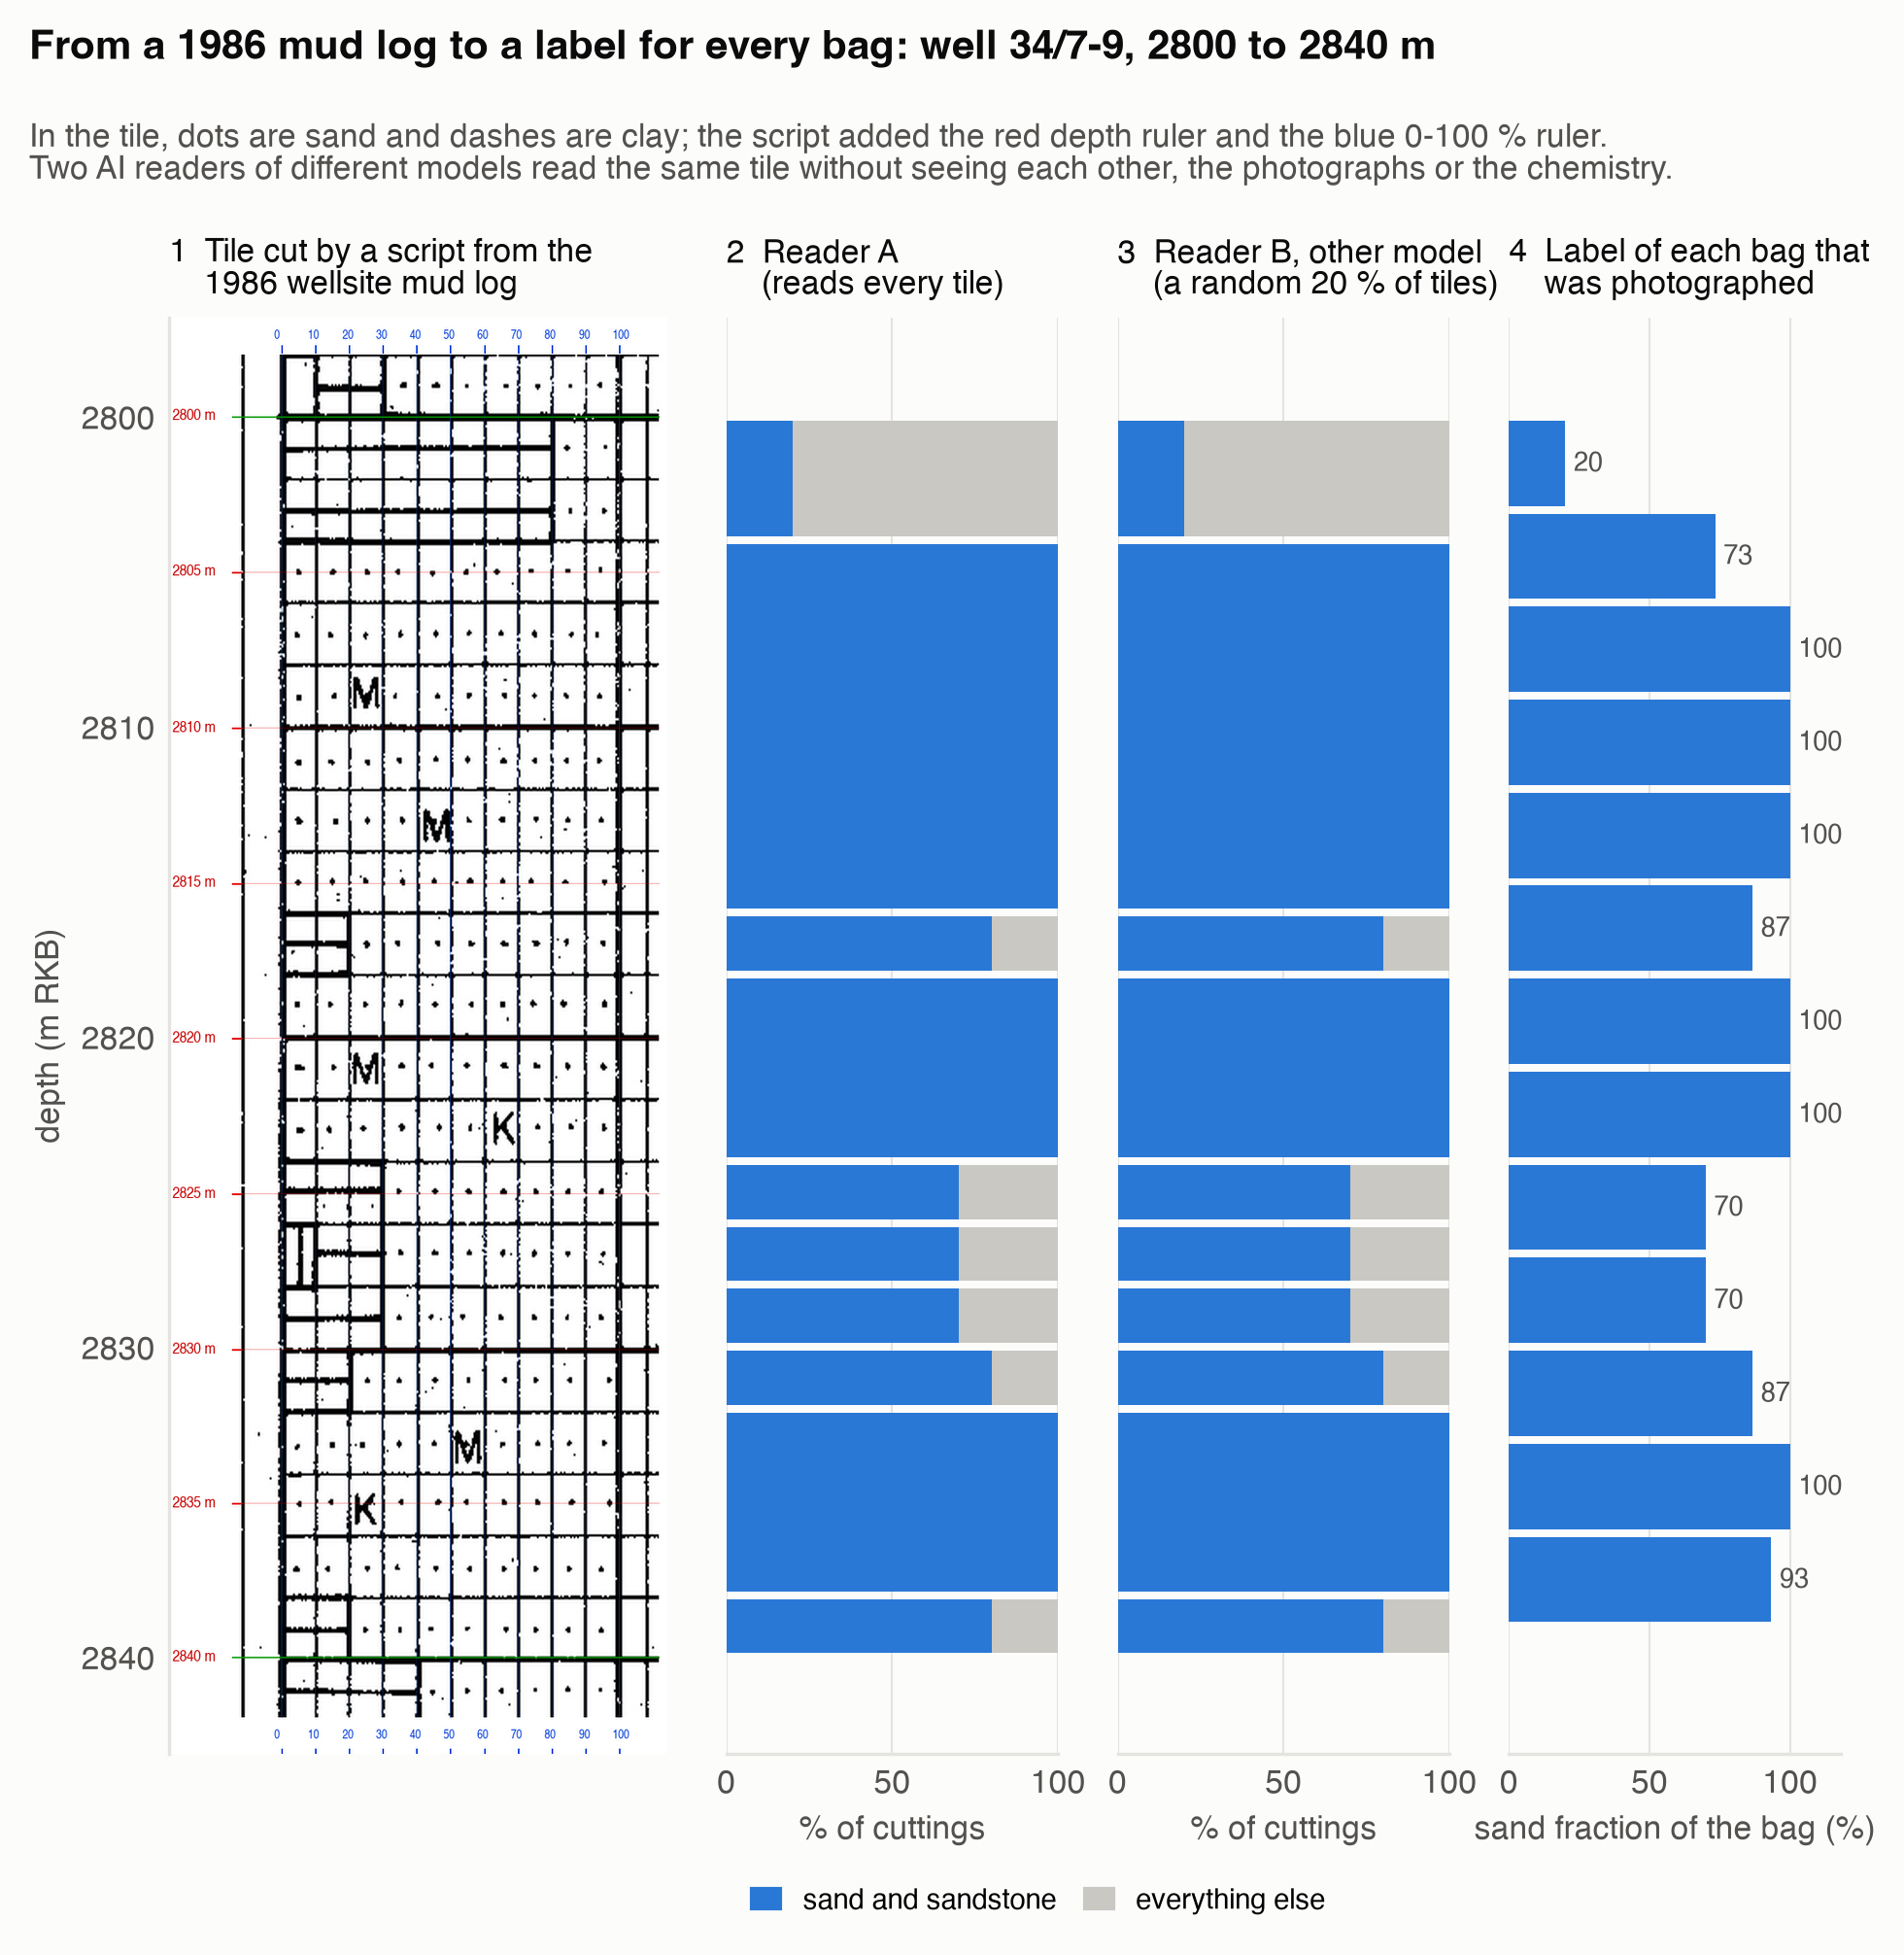 From a 1986 mud log to a label for every bag: well 34/7-9, 2800 to 2840 m
In the tile, dots are sand and dashes are clay; the script added the red depth ruler and the blue 0-100 % ruler.
Two AI readers of different models read the same tile without seeing each other, the photographs or the chemistry.
1 Tile cut by a script from the
1986 wellsite mud log
2 Reader A
(reads every tile)
3 Reader B, other model
(a random 20 % of tiles)
4 Label of each bag that
was photographed
0 10 20 30 40 50 60 70 80 90 100
2800 2800 m
20
2805 m
73
100
M
2810 2810 m
100
M
100
2815 m
87
100
2820 2820 m
M
100
K
2825 m
70
70
2830 2830 m
87
M
100
2835 m
K
93
2840 2840 m
depth (m RKB)
0 10 20 30 40 50 60 70 80 90 100
0 50 100 0 50 100 0 50 100
% of cuttings % of cuttings sand fraction of the bag (%)
sand and sandstone everything else